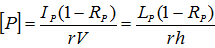 [P] = I_P(1 - R_P) / rV = L_P(1 - R_P) / rh